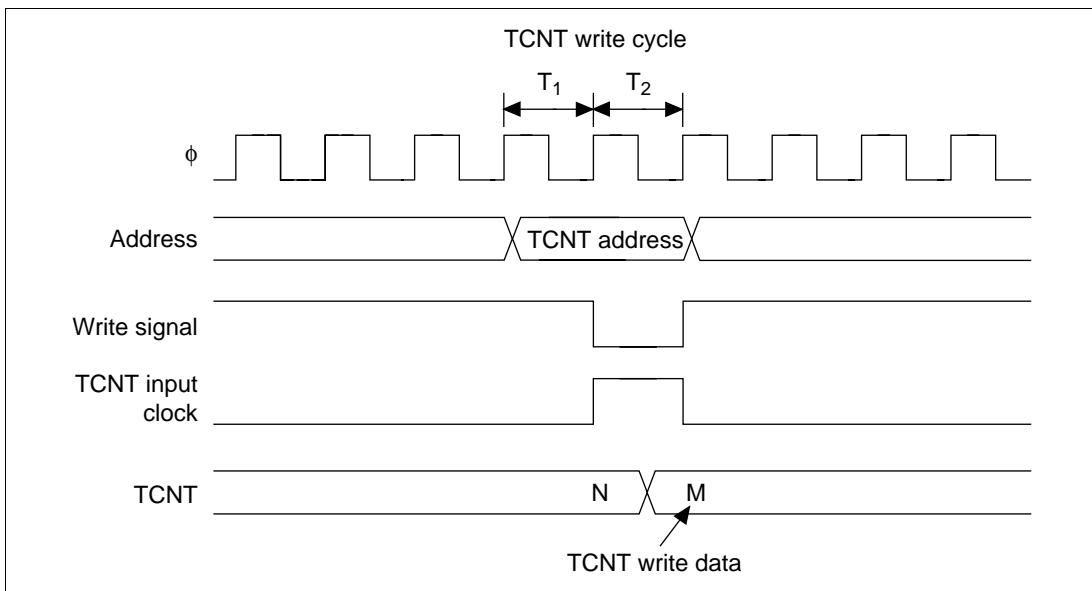 TCNT write cycle
T1 T2
ϕ
Address
TCNT address
Write signal
TCNT input
clock
TCNT
N M
TCNT write data